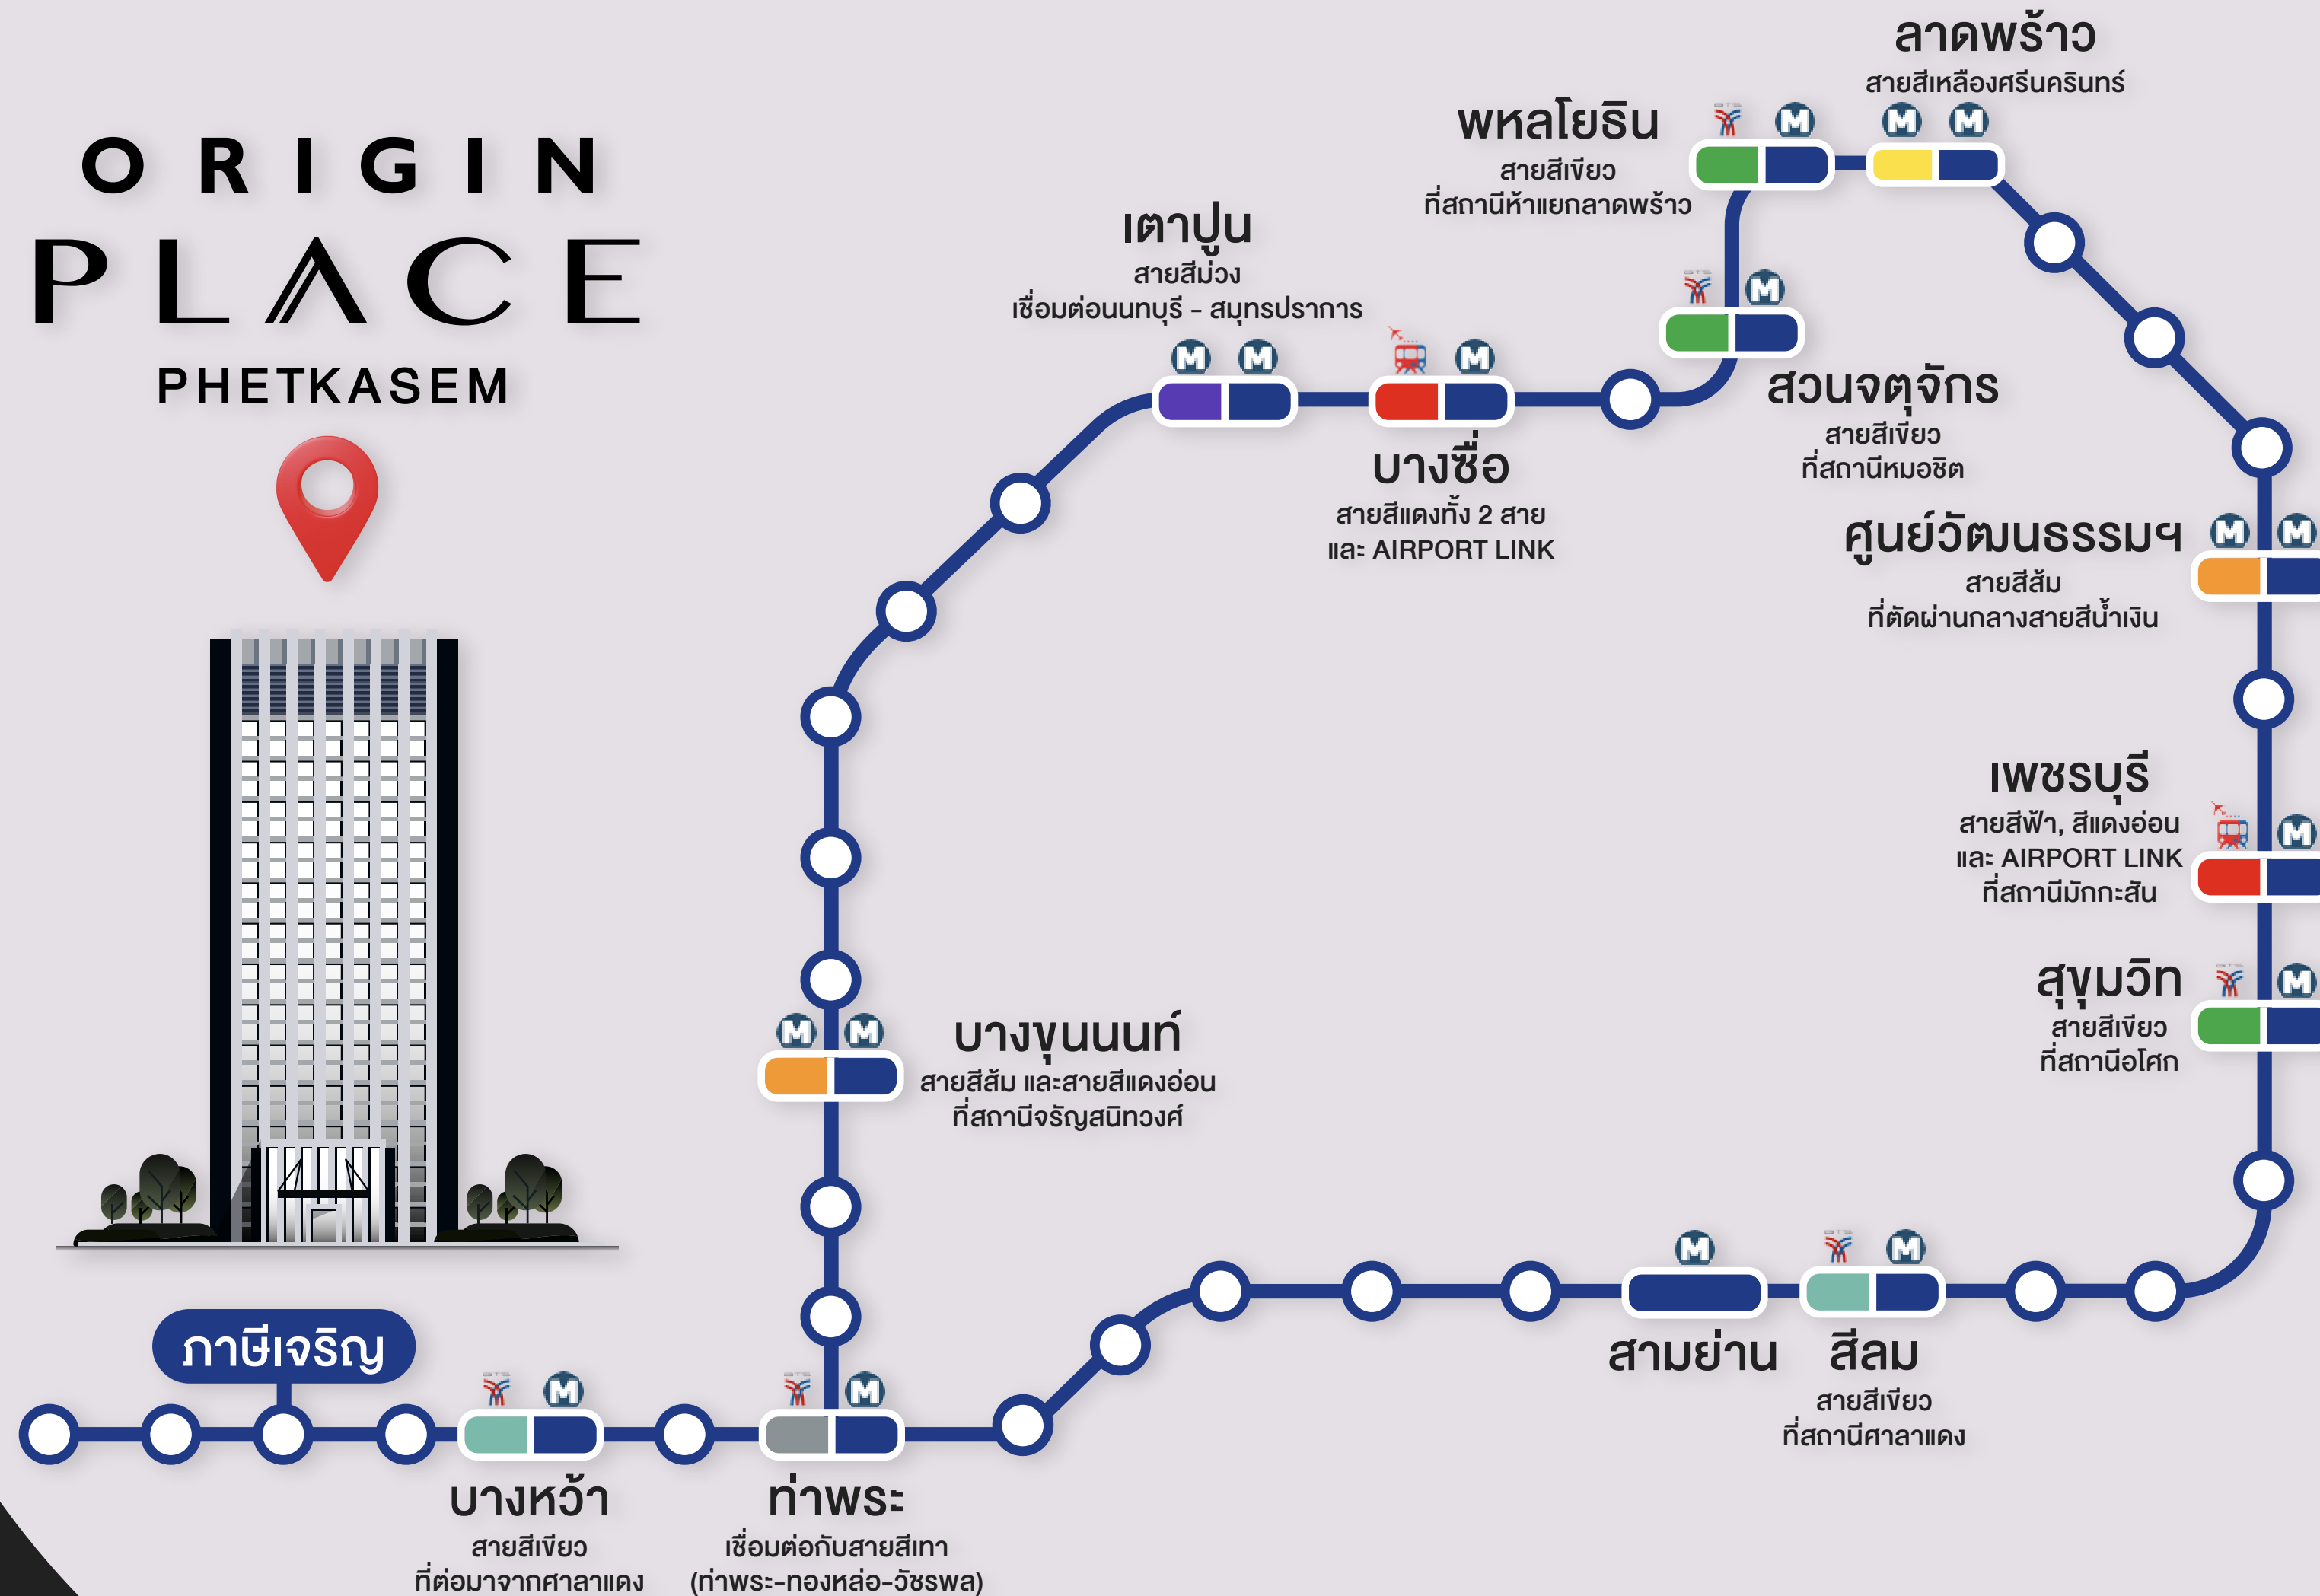 ORIGIN
PLACE
PHETKASEM
ลาดพร้าว
สายสีเหลืองศรีนครินทร์
พหลโยธิน
สายสีเขียว
ที่สถานีห้าแยกลาดพร้าว
เตาปูน
สายสีม่วง
เชื่อมต่อนนทบุรี - สมุทรปราการ
บางซื่อ
สายสีแดงทั้ง 2 สาย
และ AIRPORT LINK
สวนจตุจักร
สายสีเขียว
ที่สถานีหมอชิต
ศูนย์วัฒนธรรมฯ
สายสีส้ม
ที่ตัดผ่านกลางสายสีน้ำเงิน
เพชรบุรี
สายสีฟ้า, สีแดงอ่อน
และ AIRPORT LINK
ที่สถานีมักกะสัน
สุขุมวิท
สายสีเขียว
ที่สถานีอโศก
บางขุนนนท์
สายสีส้ม และสายสีแดงอ่อน
ที่สถานีจรัญสนิทวงศ์
สามย่าน
สีลม
สายสีเขียว
ที่สถานีศาลาแดง
ภาษีเจริญ
บางหว้า
สายสีเขียว
ที่ต่อมาจากศาลาแดง
ท่าพระ
เชื่อมต่อกับสายสีเทา
(ท่าพระ-ทองหล่อ-วัชรพล)